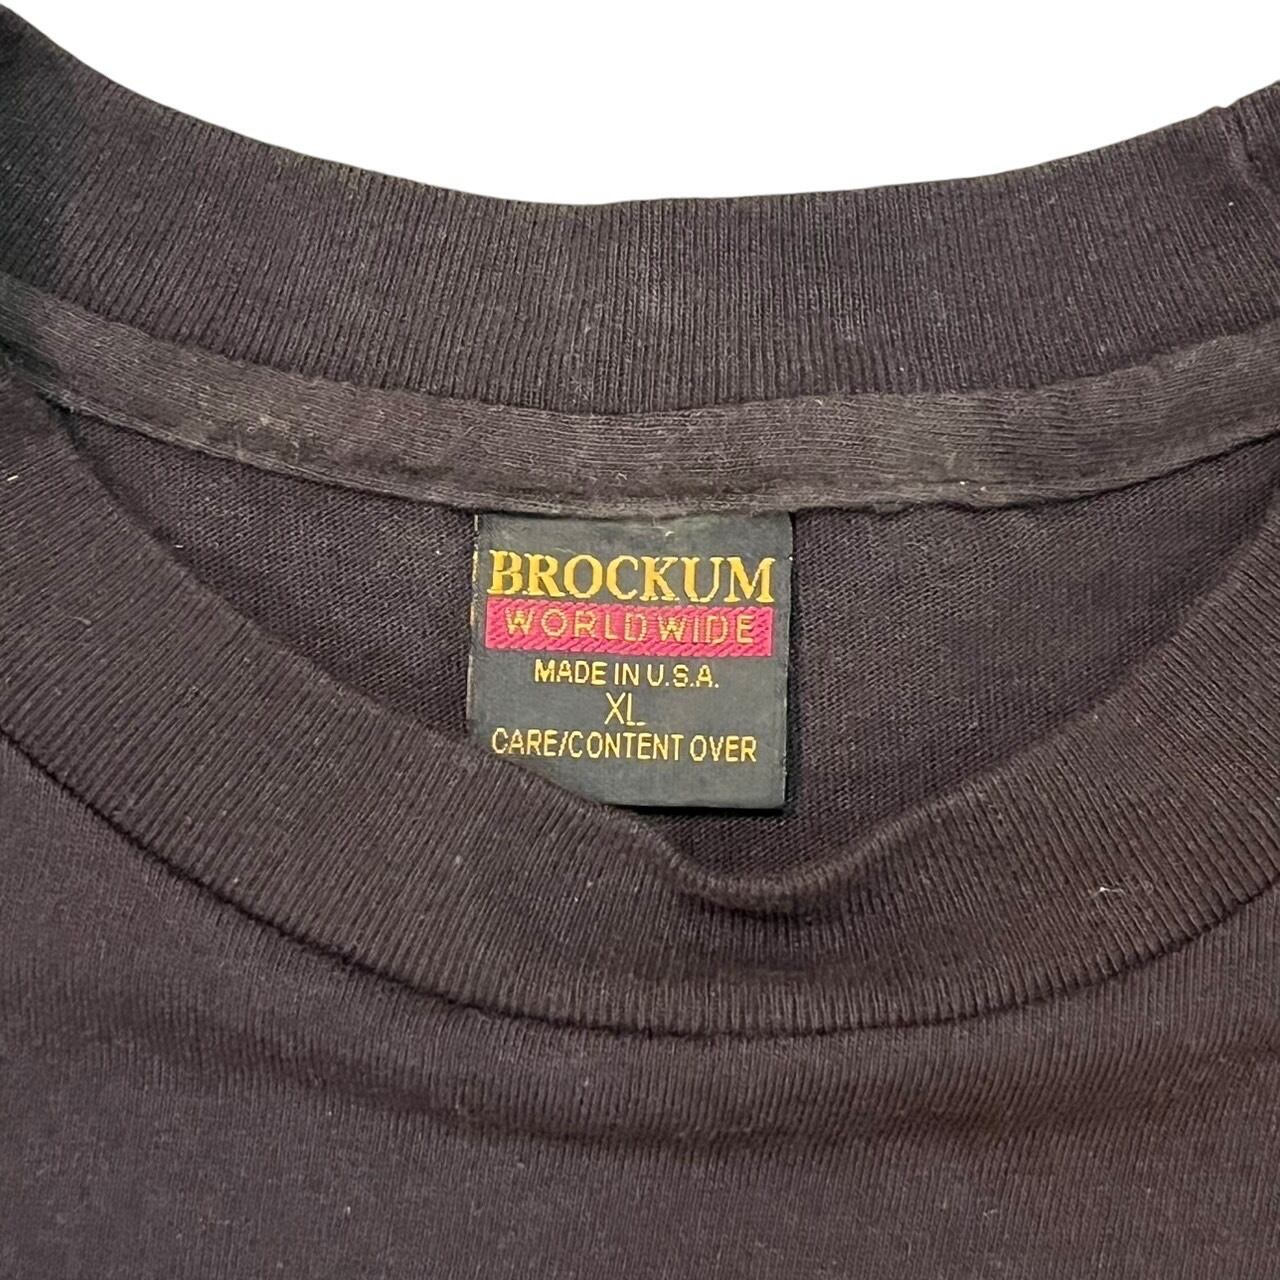 BROCKUM
WORLDWIDE
MADE IN U.S.A.
XL
CARE/CONTENT OVER